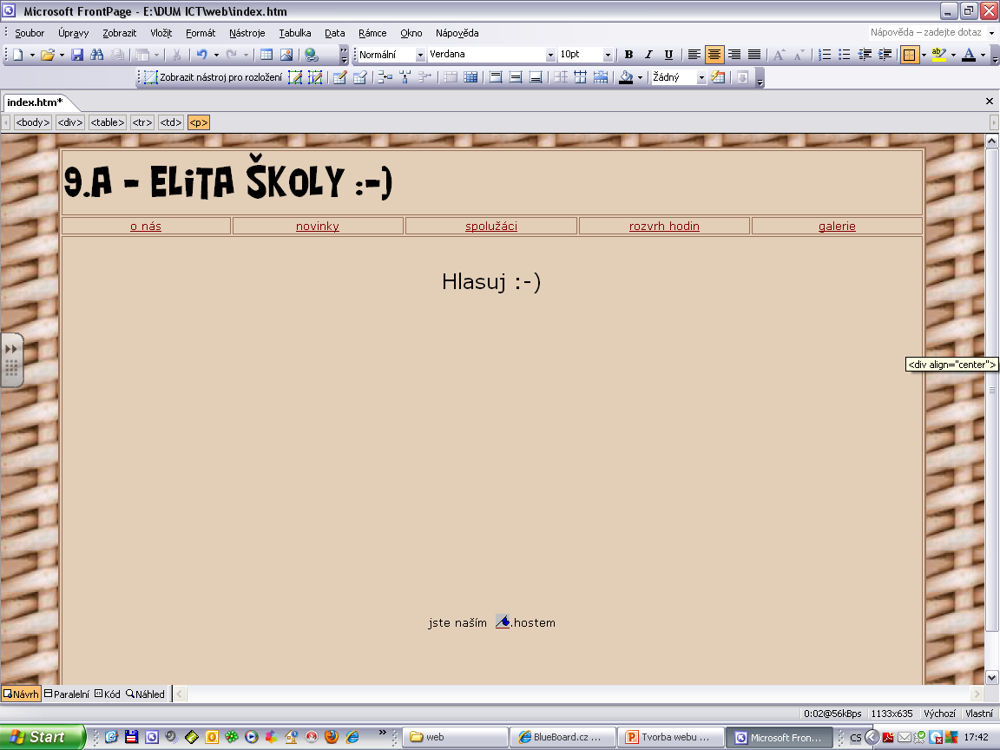 Microsoft FrontPage - E:\DUM ICT\web\index.htm
Soubor Úpravy Zobrazit Vložit Formát Nástroje Tabulka Data Rámce Okno Nápověda Nápověda – zadejte dotaz
Normální Verdana 10pt B I U
Zobrazit nástroj pro rozložení Žádný
index.htm*
<body> <div> <table> <tr> <td> <p>
9.A - ELITA ŠKOLY :-)
o nás novinky spolužáci rozvrh hodin galerie
Hlasuj :-)
<div align="center">
jste naším .hostem
Návrh Paralelní Kód Náhled
0:02@56kBps 1133x635 Výchozí Vlastní
Start web BlueBoard.cz ... Tvorba webu ... Microsoft Fron... CS 17:42